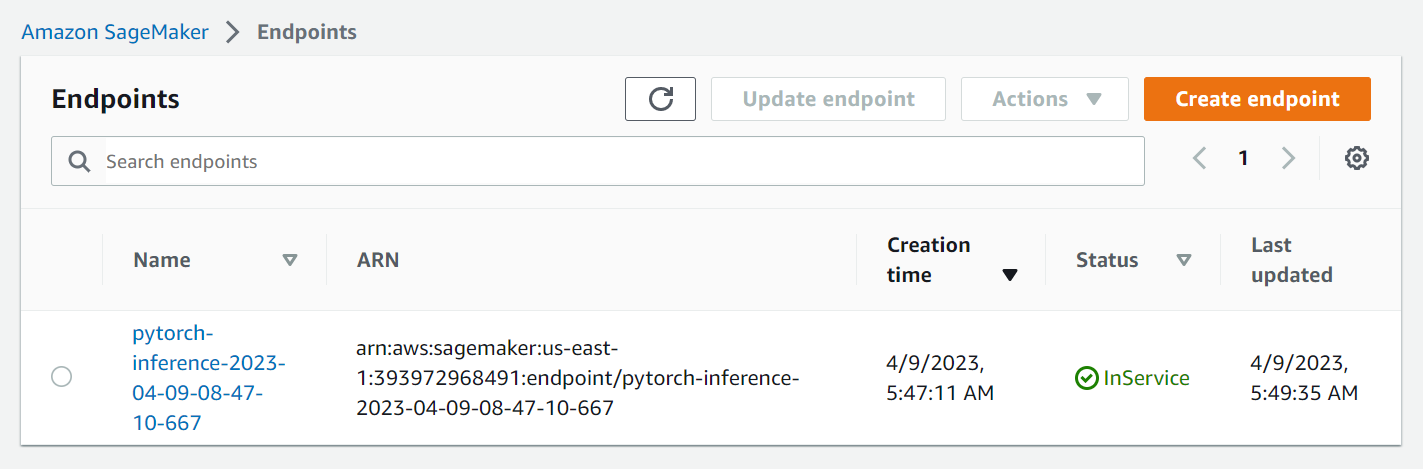 Amazon SageMaker > Endpoints
Endpoints
Update endpoint
Actions
Create endpoint
Search endpoints
1
Name
ARN
Creation
time
Status
Last
updated
pytorch-
inference-2023-
04-09-08-47-
10-667
arn:aws:sagemaker:us-east-
1:393972968491:endpoint/pytorch-inference-
2023-04-09-08-47-10-667
4/9/2023,
5:47:11 AM
InService
4/9/2023,
5:49:35 AM